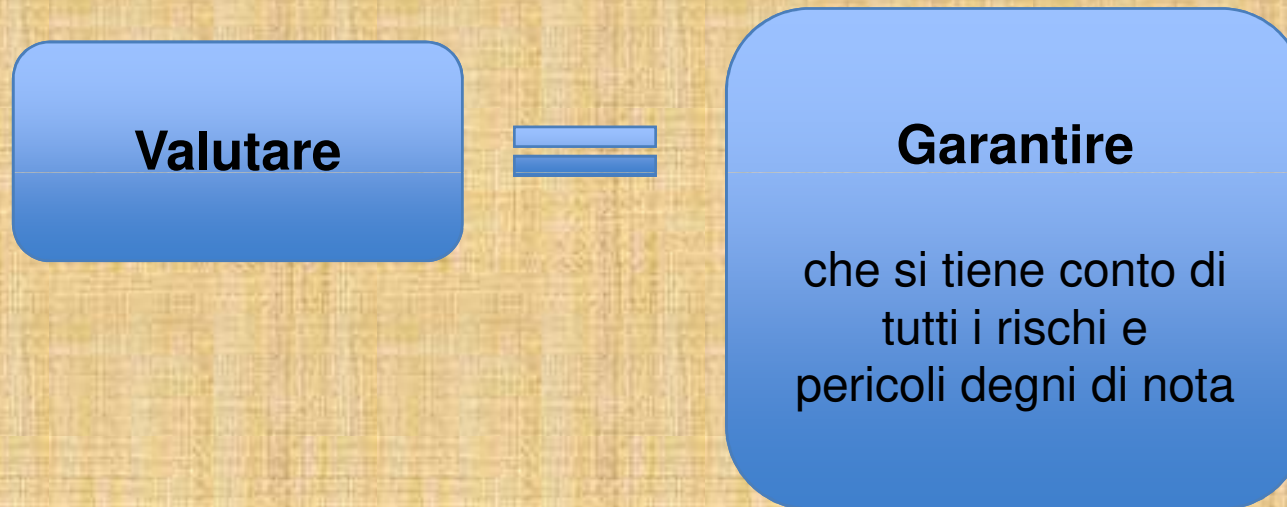 Valutare
Garantire
che si tiene conto di
tutti i rischi e
pericoli degni di nota